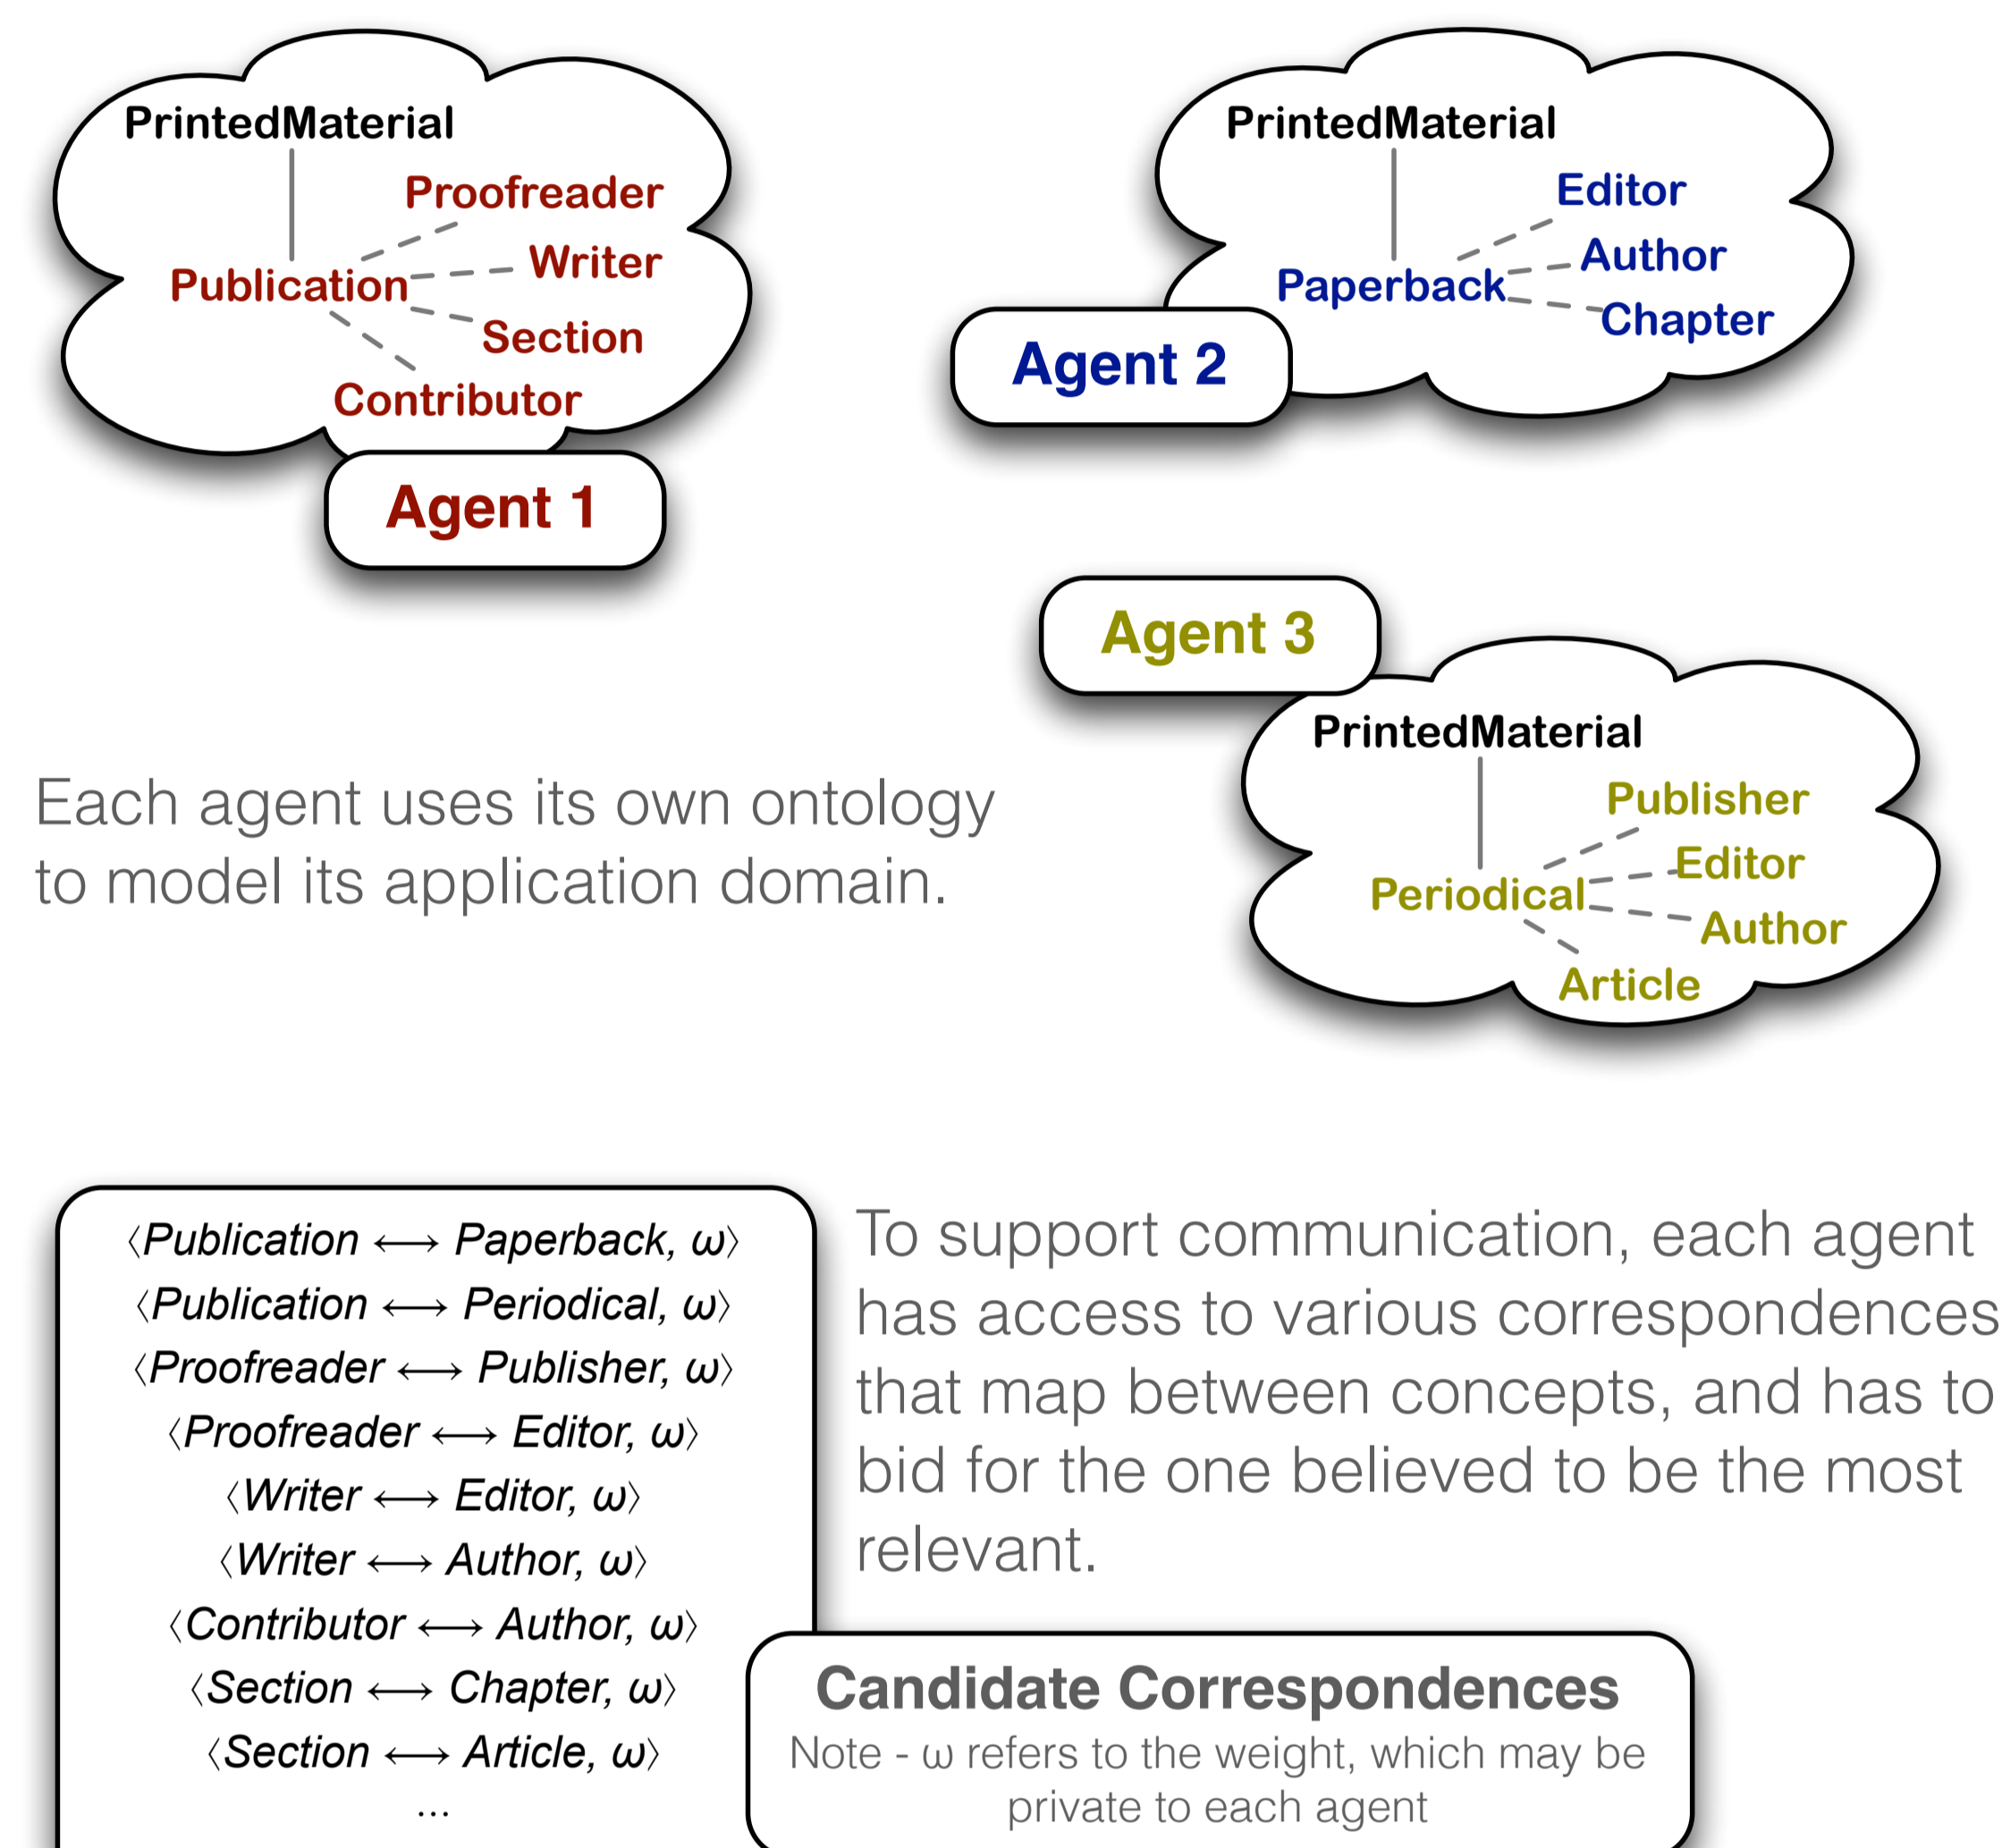 PrintedMaterial
Proofreader
Writer
Publication
Section
Contributor
Agent 1
PrintedMaterial
Editor
Author
Paperback
Chapter
Agent 2
Agent 3
PrintedMaterial
Publisher
Editor
Periodical
Author
Article
Each agent uses its own ontology
to model its application domain.
⟨Publication ⟷ Paperback, ω⟩
⟨Publication ⟷ Periodical, ω⟩
⟨Proofreader ⟷ Publisher, ω⟩
⟨Proofreader ⟷ Editor, ω⟩
⟨Writer ⟷ Editor, ω⟩
⟨Writer ⟷ Author, ω⟩
⟨Contributor ⟷ Author, ω⟩
⟨Section ⟷ Chapter, ω⟩
⟨Section ⟷ Article, ω⟩
...
To support communication, each agent
has access to various correspondences
that map between concepts, and has to
bid for the one believed to be the most
relevant.
Candidate Correspondences
Note - ω refers to the weight, which may be
private to each agent